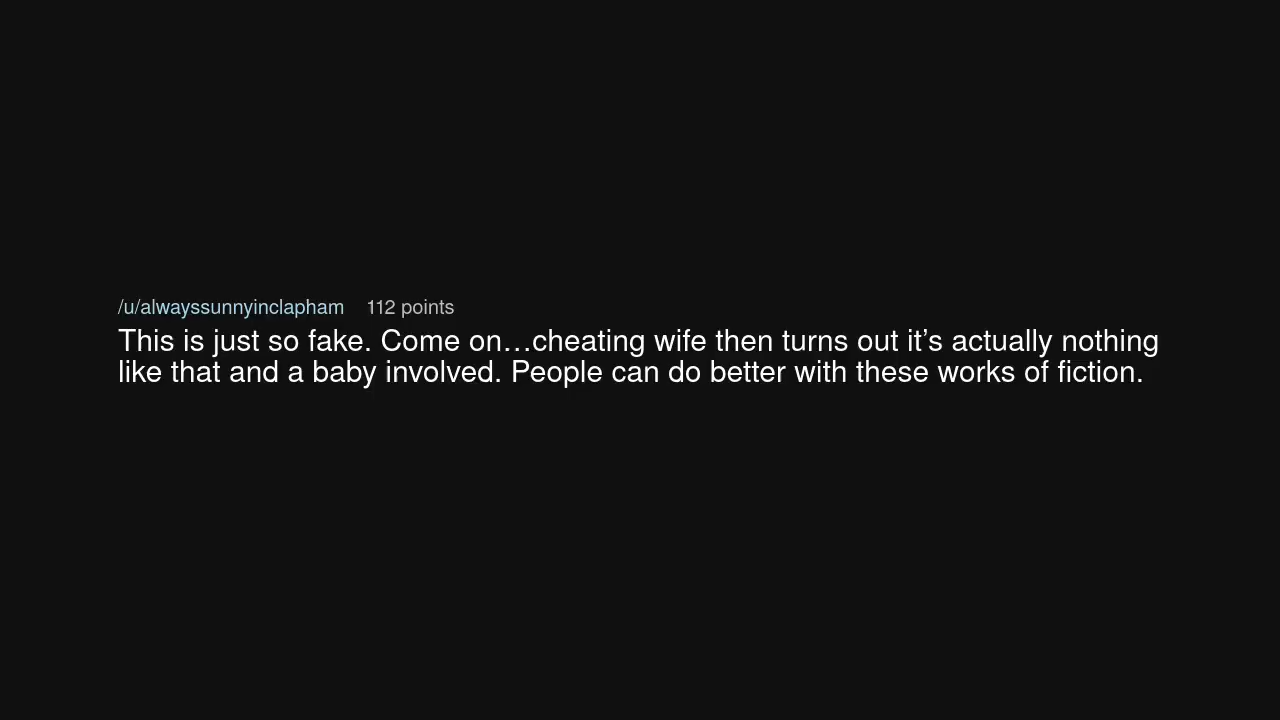 /u/alwayssunnyinclapham 112 points
This is just so fake. Come on…cheating wife then turns out it’s actually nothing
like that and a baby involved. People can do better with these works of fiction.